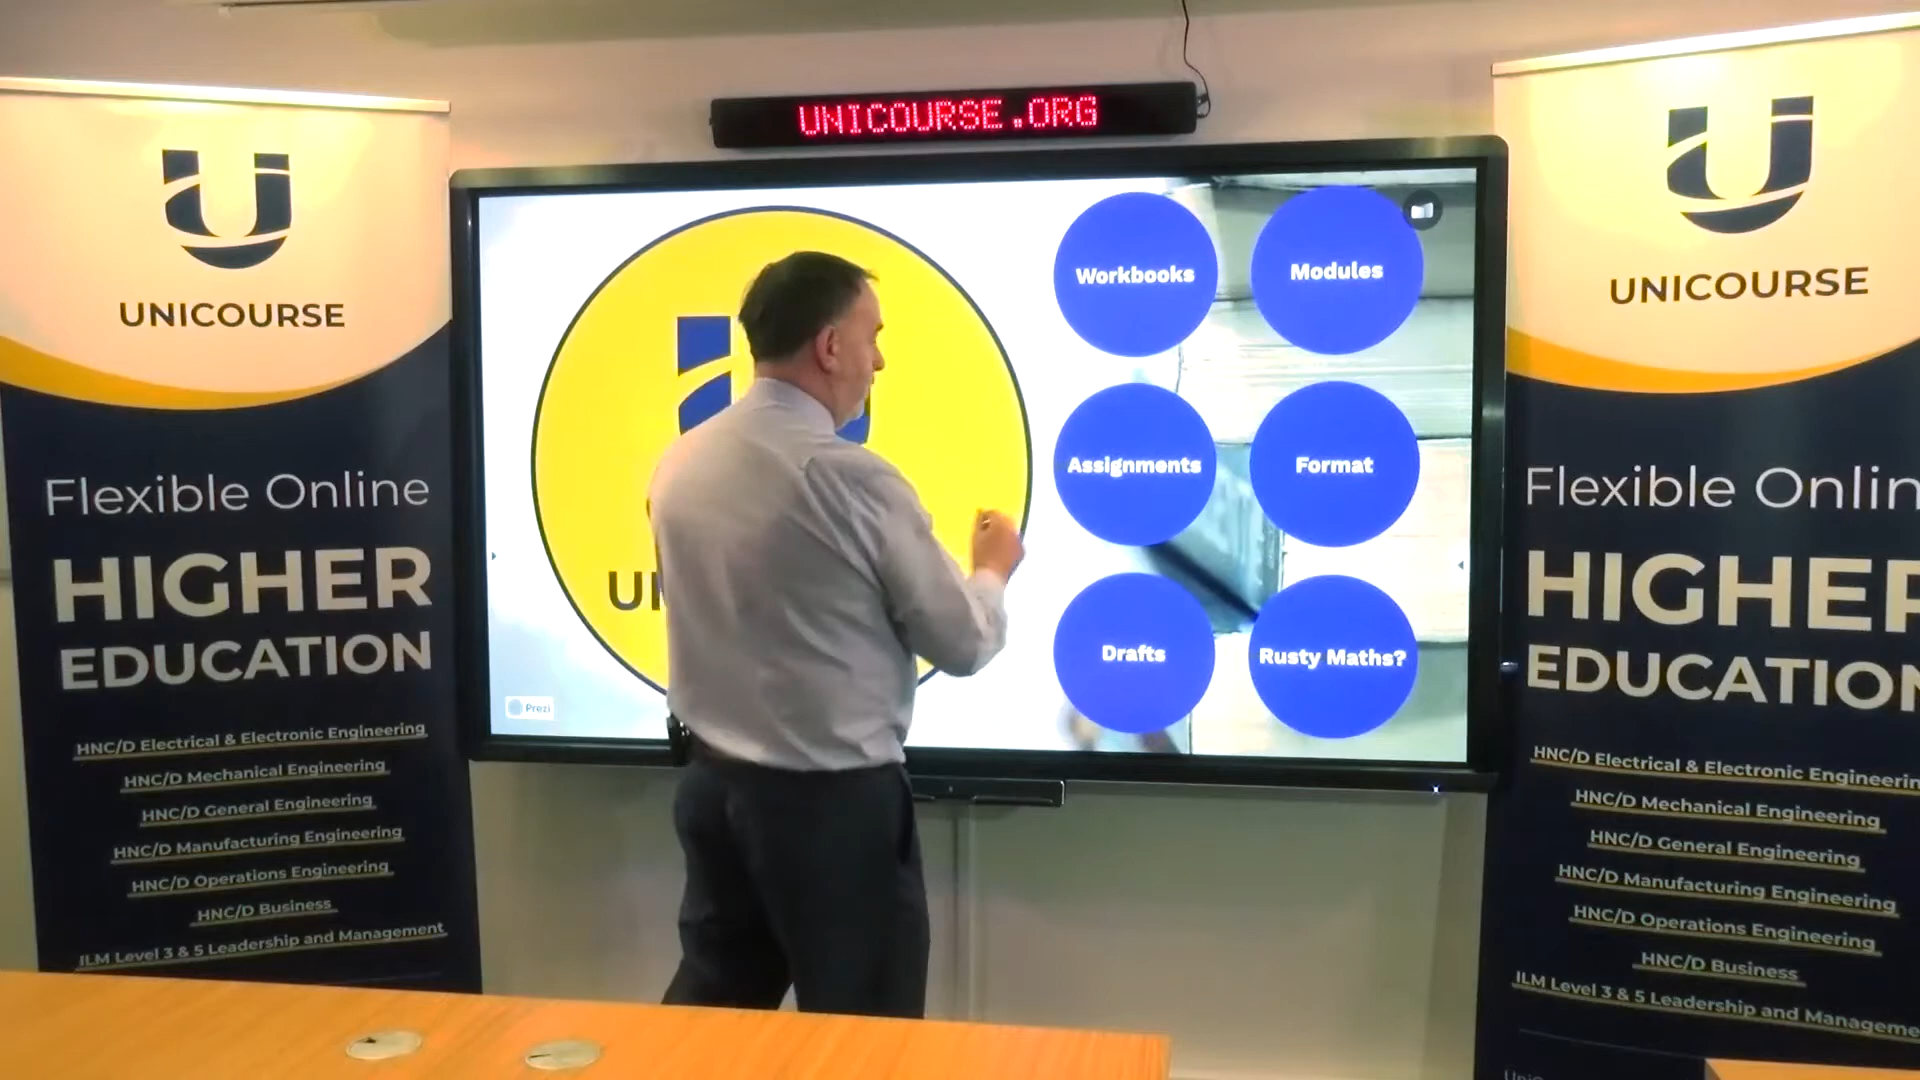 UNICOURSE.ORG
UNICOURSE
Flexible Online
HIGHER
EDUCATION
HNC/D Electrical & Electronic Engineering
HNC/D Mechanical Engineering
HNC/D General Engineering
HNC/D Manufacturing Engineering
HNC/D Operations Engineering
HNC/D Business
ILM Level 3 & 5 Leadership and Management
Workbooks
Modules
Assignments
Format
Drafts
Rusty Maths?
Prezi
UNICOURSE
Flexible Onlin
HIGHER
EDUCATION
HNC/D Electrical & Electronic Engineerin
HNC/D Mechanical Engineering
HNC/D General Engineering
HNC/D Manufacturing Engineering
HNC/D Operations Engineering
HNC/D Business
ILM Level 3 & 5 Leadership and Manageme